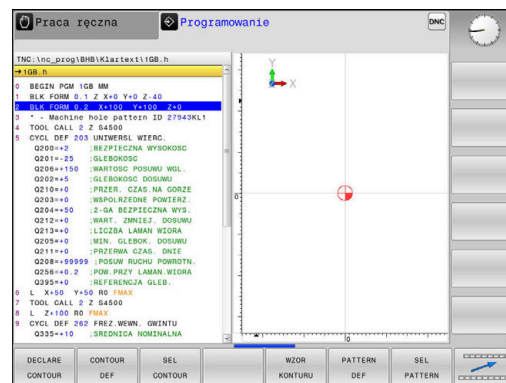 Praca ręczna
Programowanie
DNC
TNC:\nc_prog\BHB\Klartext\1GB.h
→1GB.h
0 BEGIN PGM 1GB MM
1 BLK FORM 0.1 Z X+0 Y+0 Z-40
2 BLK FORM 0.2 X+100 Y+100 Z+0
3 * - Machine hole pattern ID 27943KL1
4 TOOL CALL 2 Z S4500
5 CYCL DEF 203 UNIWERSL WIERC.
Q200=+2 ;BEZPIECZNA WYSOKOSC
Q201=-25 ;GLEBOKOSC
Q206=+150 ;WARTOSC POSUWU WGL.
Q202=+5 ;GLEBOKOSC DOSUWU
Q210=+0 ;PRZER. CZAS.NA GORZE
Q203=+0 ;WSPOLRZEDNE POWIERZ.
Q204=+50 ;2-GA BEZPIECZNA WYS.
Q212=+0 ;WART. ZMNIEJ. DOSUWU
Q213=+0 ;LICZBA LAMAN WIORA
Q205=+0 ;MIN. GLEBOK. DOSUWU
Q211=+0 ;PRZERWA CZAS. DNIE
Q208=+99999 ;POSUW RUCHU POWROTN.
Q256=+0.2 ;POW.PRZY LAMAN.WIORA
Q395=+0 ;REFERENCJA GLEB.
6 L X+50 Y+50 R0 FMAX
7 TOOL CALL 2 Z S4500
8 L Z+100 R0 FMAX
9 CYCL DEF 262 FREZ.WEWN. GWINTU
Q335=+10 ;SREDNICA NOMINALNA
Y
X
0
0
DECLARE CONTOUR
CONTOUR DEF
SEL CONTOUR
WZOR KONTURU
PATTERN DEF
SEL PATTERN